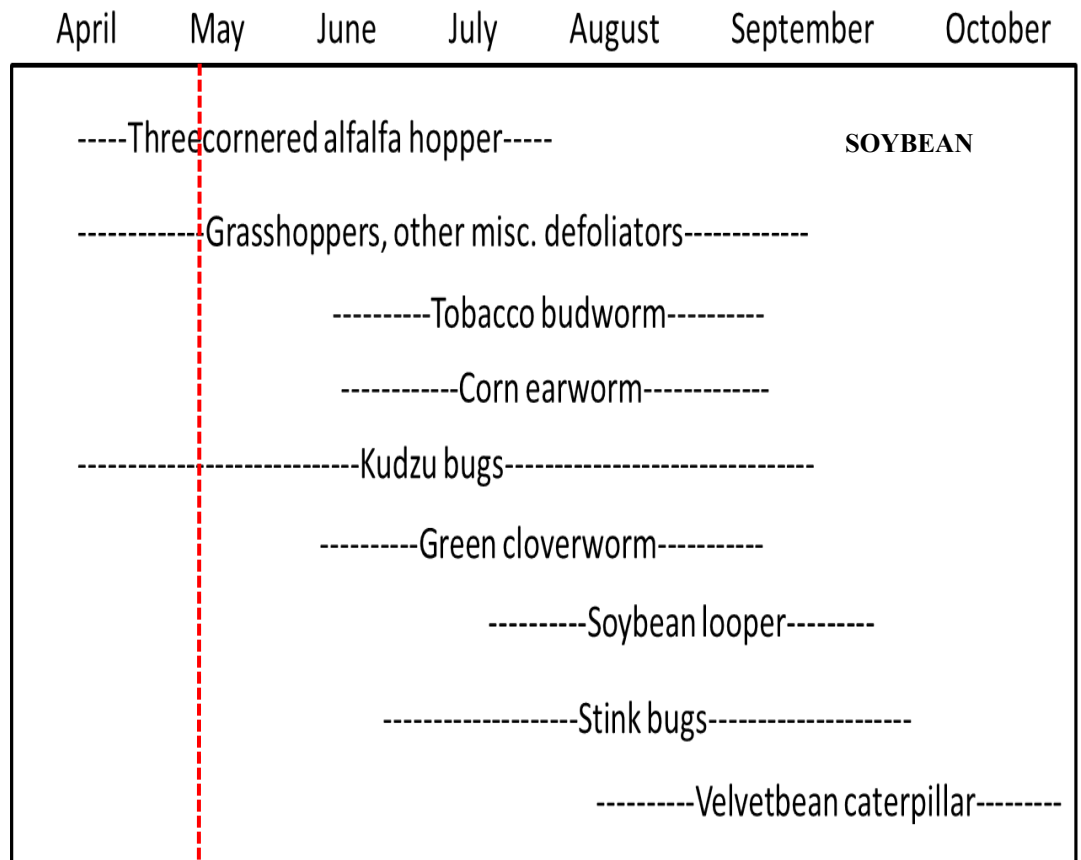 April May June July August September October
-----Threecornered alfalfa hopper----- SOYBEAN
-------------Grasshoppers, other misc. defoliators-------------
----------Tobacco budworm----------
------------Corn earworm-------------
-----------------------------Kudzu bugs-------------------------------
----------Green cloverworm-----------
----------Soybean looper---------
--------------------Stink bugs---------------------
----------Velvetbean caterpillar---------